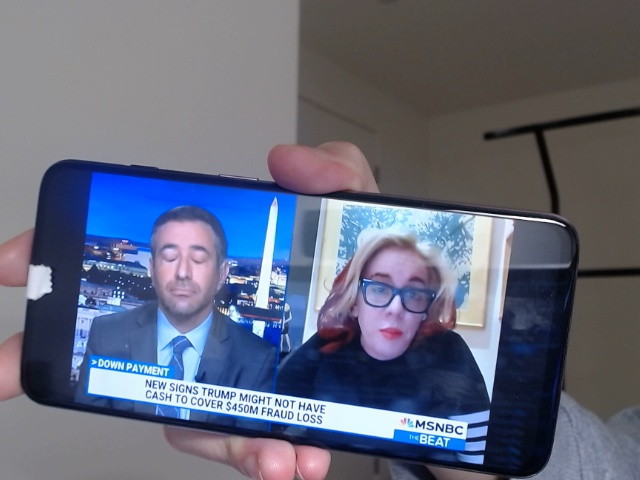 >DOWN PAYMENT
NEW SIGNS TRUMP MIGHT NOT HAVE
CASH TO COVER $450M FRAUD LOSS
MSNBC
THE BEAT